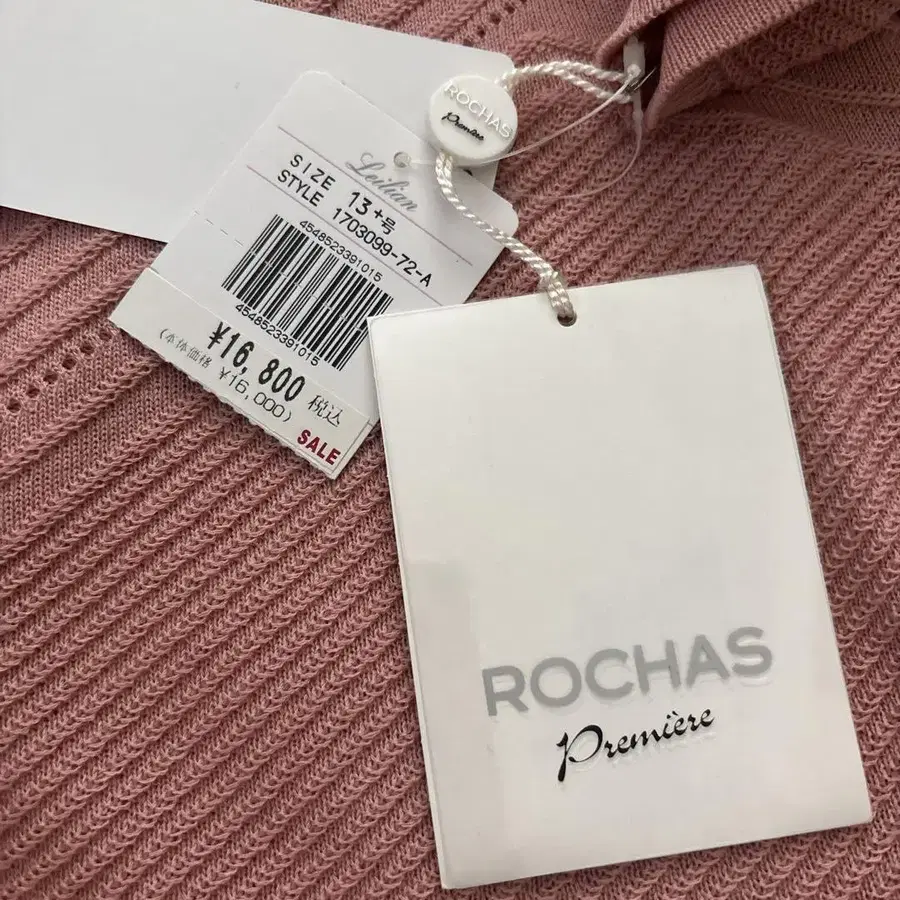 ROCHAS
Première
Leilian
SIZE 13+号
STYLE 1703099-72-A
4548523391015
4548523391015
¥16,800 税込
(本体価格 ¥16,000)
SALE
ROCHAS
Première